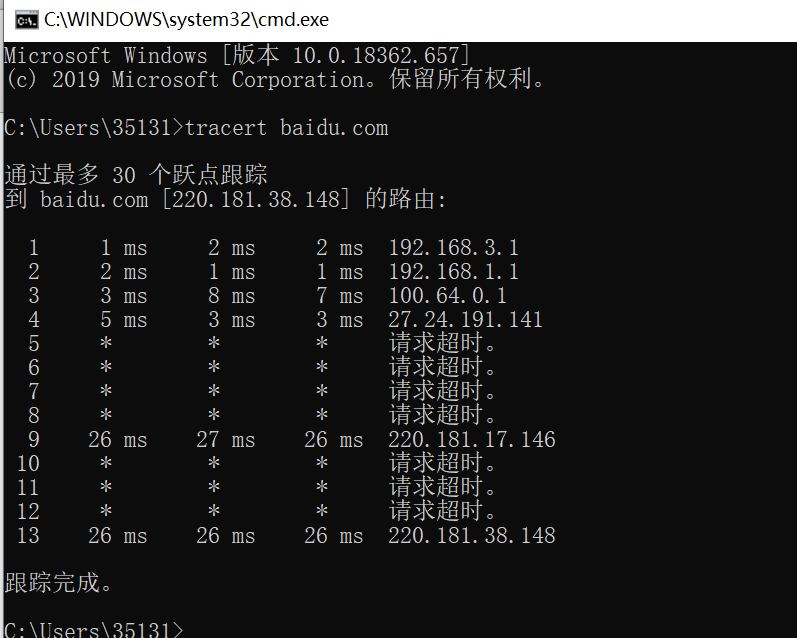 C:\WINDOWS\system32\cmd.exe
Microsoft Windows [版本 10.0.18362.657]
(c) 2019 Microsoft Corporation。保留所有权利。
C:\Users\35131>tracert baidu.com
通过最多 30 个跃点跟踪
到 baidu.com [220.181.38.148] 的路由:
1 1 ms 2 ms 2 ms 192.168.3.1
2 2 ms 1 ms 1 ms 192.168.1.1
3 3 ms 8 ms 7 ms 100.64.0.1
4 5 ms 3 ms 3 ms 27.24.191.141
5 * * * 请求超时。
6 * * * 请求超时。
7 * * * 请求超时。
8 * * * 请求超时。
9 26 ms 27 ms 26 ms 220.181.17.146
10 * * * 请求超时。
11 * * * 请求超时。
12 * * * 请求超时。
13 26 ms 26 ms 26 ms 220.181.38.148
跟踪完成。
C:\Users\35131>